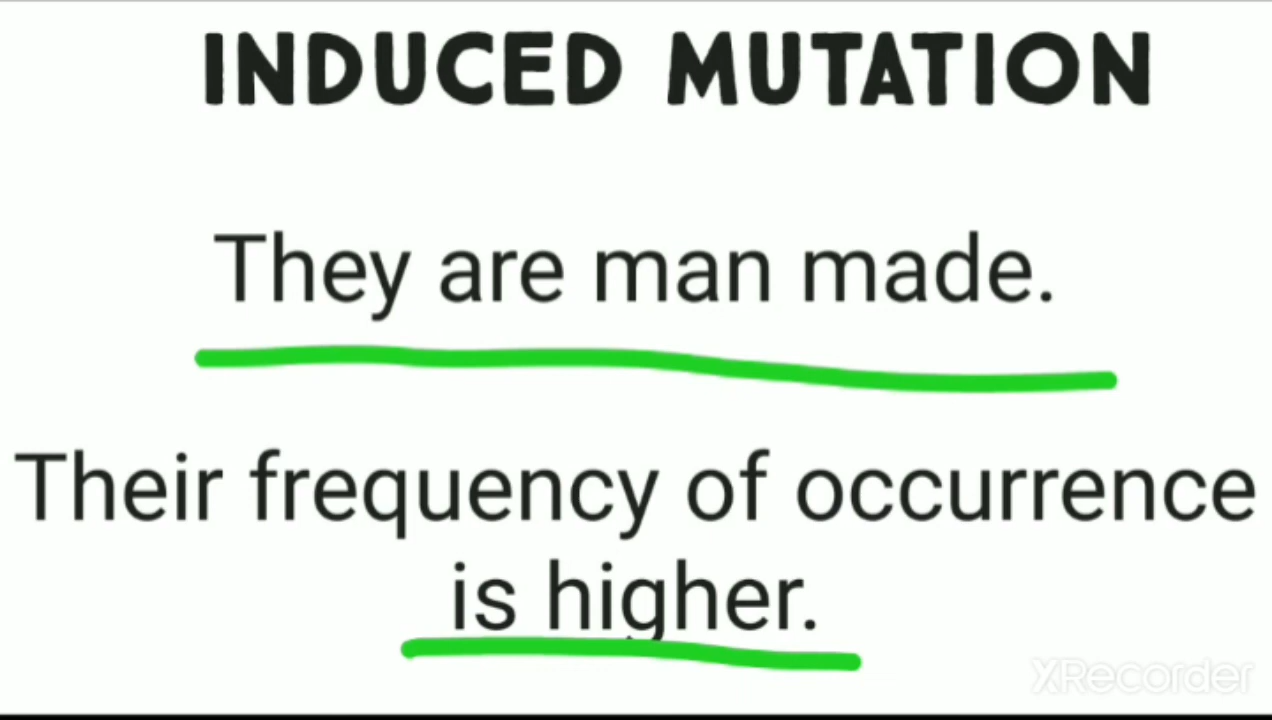 INDUCED MUTATION
They are man made.
Their frequency of occurrence
is higher.
XRecorder